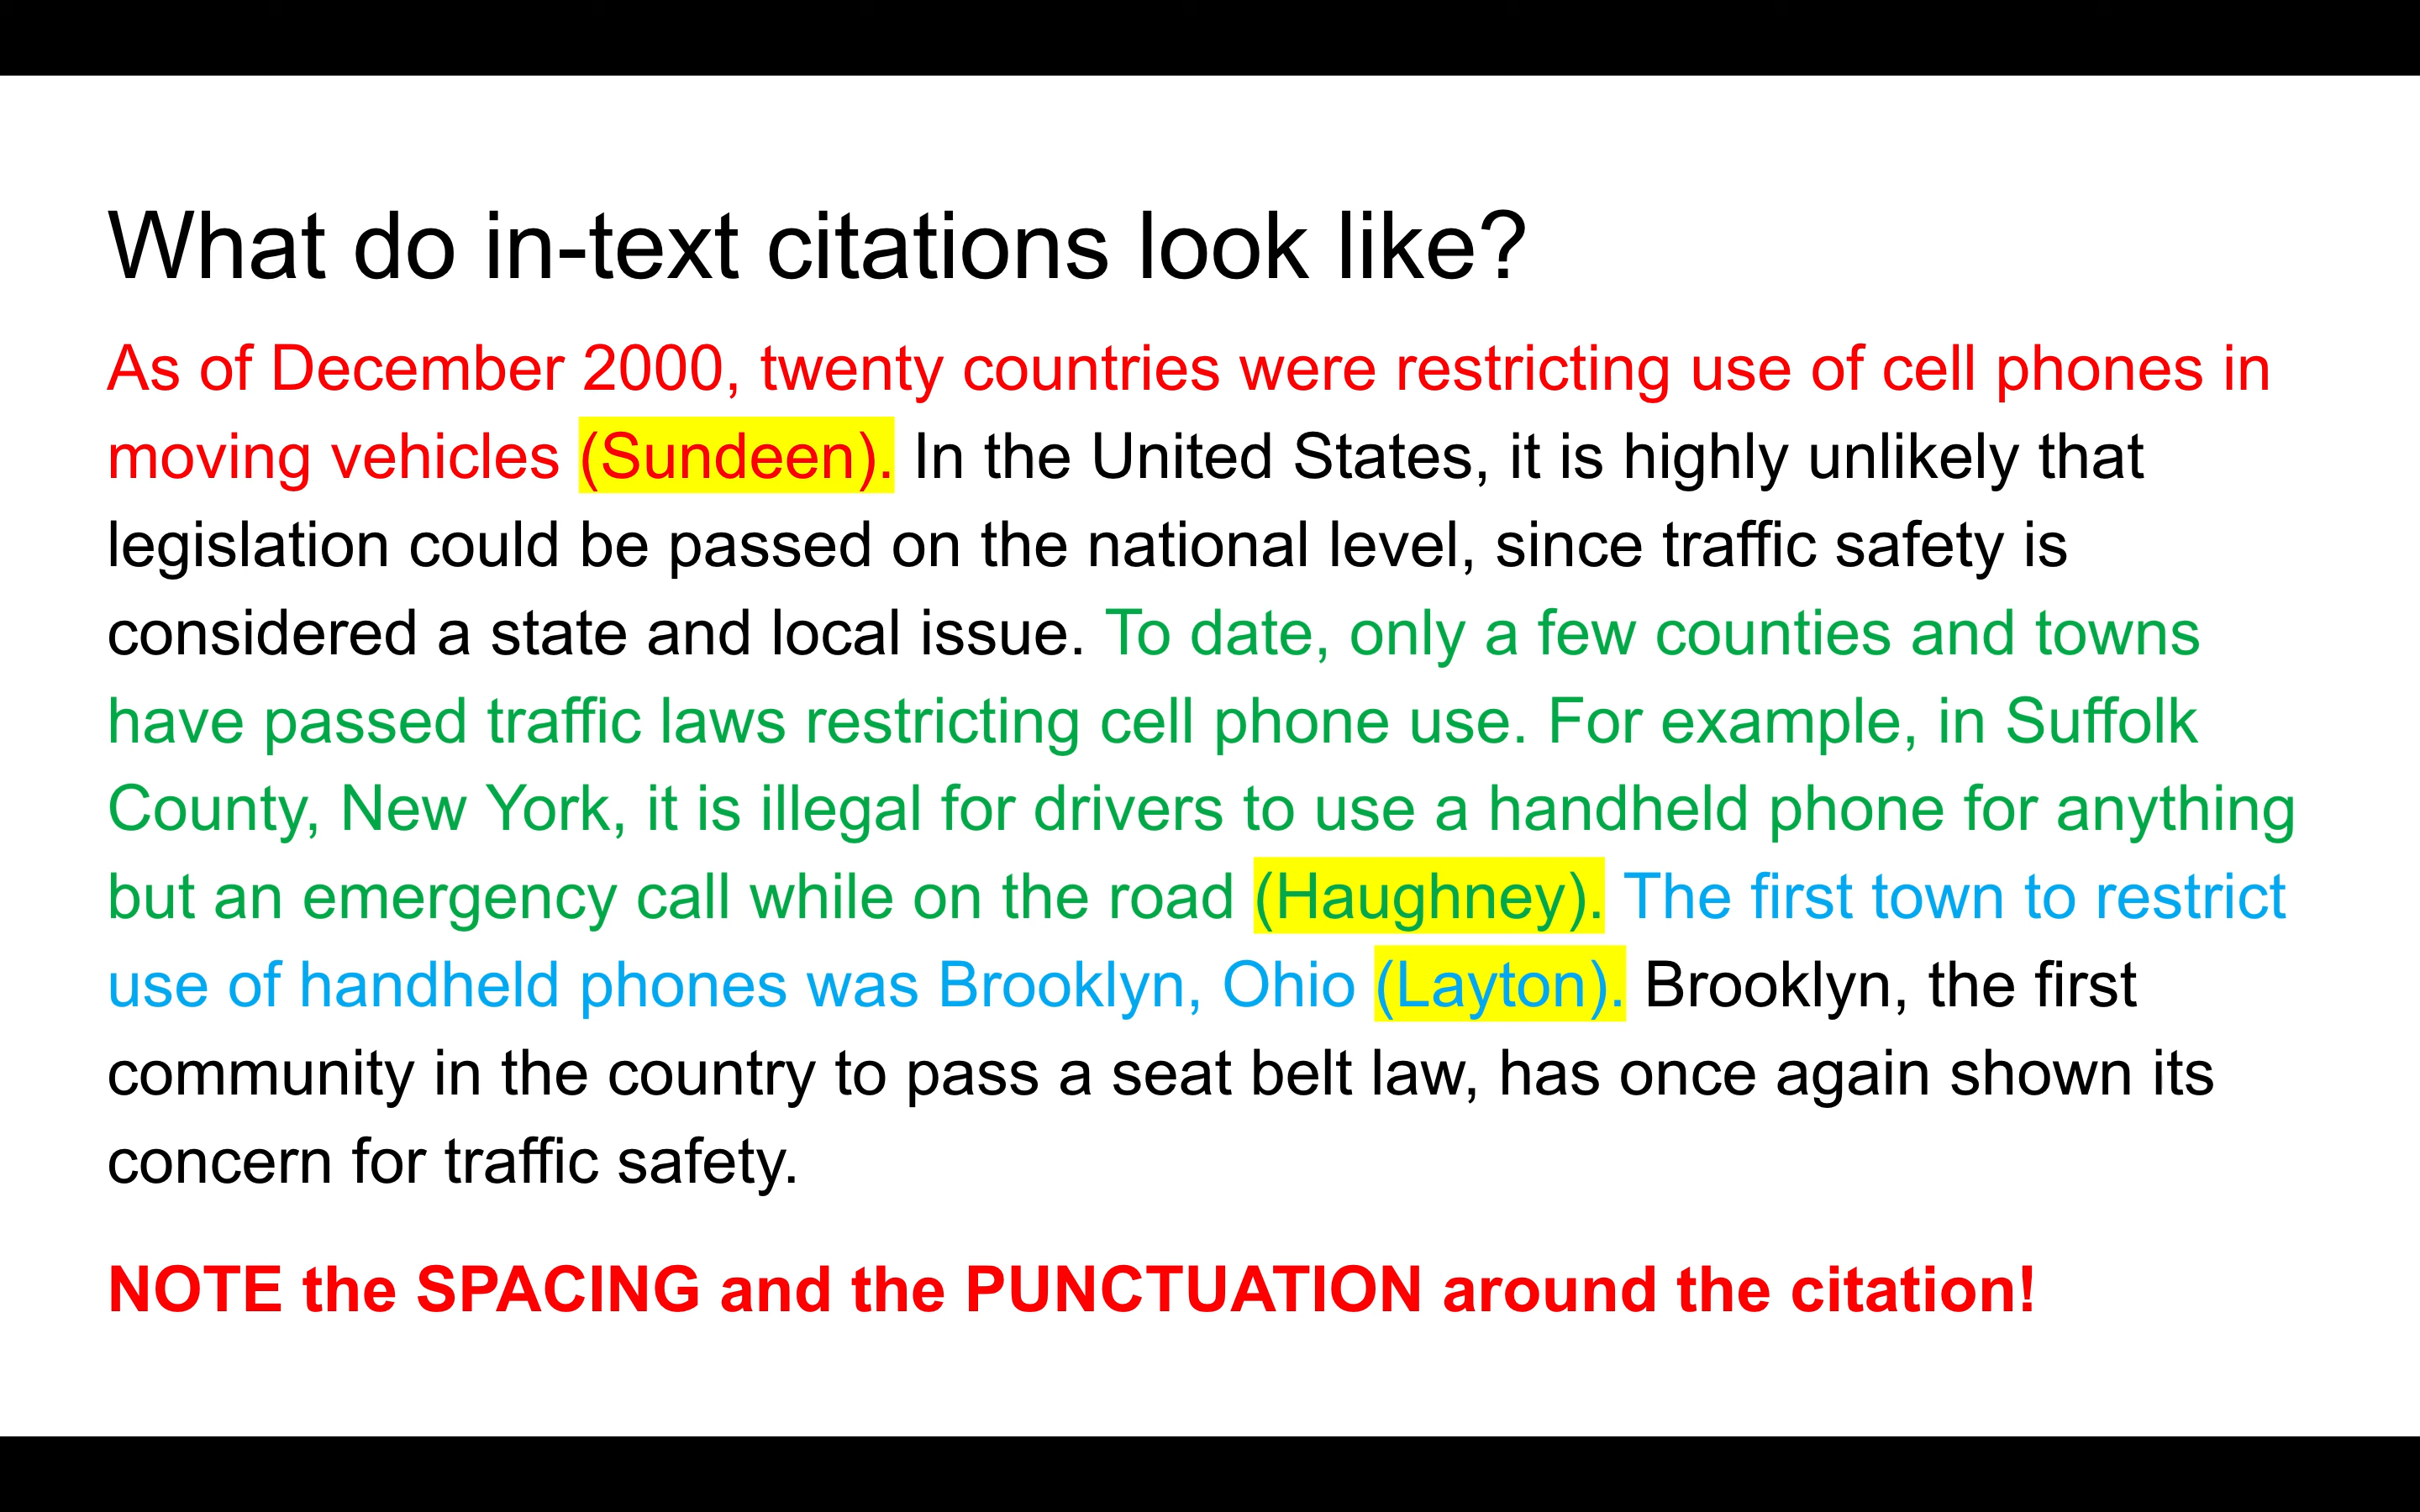 What do in-text citations look like?
As of December 2000, twenty countries were restricting use of cell phones in
moving vehicles (Sundeen). In the United States, it is highly unlikely that
legislation could be passed on the national level, since traffic safety is
considered a state and local issue. To date, only a few counties and towns
have passed traffic laws restricting cell phone use. For example, in Suffolk
County, New York, it is illegal for drivers to use a handheld phone for anything
but an emergency call while on the road (Haughney). The first town to restrict
use of handheld phones was Brooklyn, Ohio (Layton). Brooklyn, the first
community in the country to pass a seat belt law, has once again shown its
concern for traffic safety.
NOTE the SPACING and the PUNCTUATION around the citation!